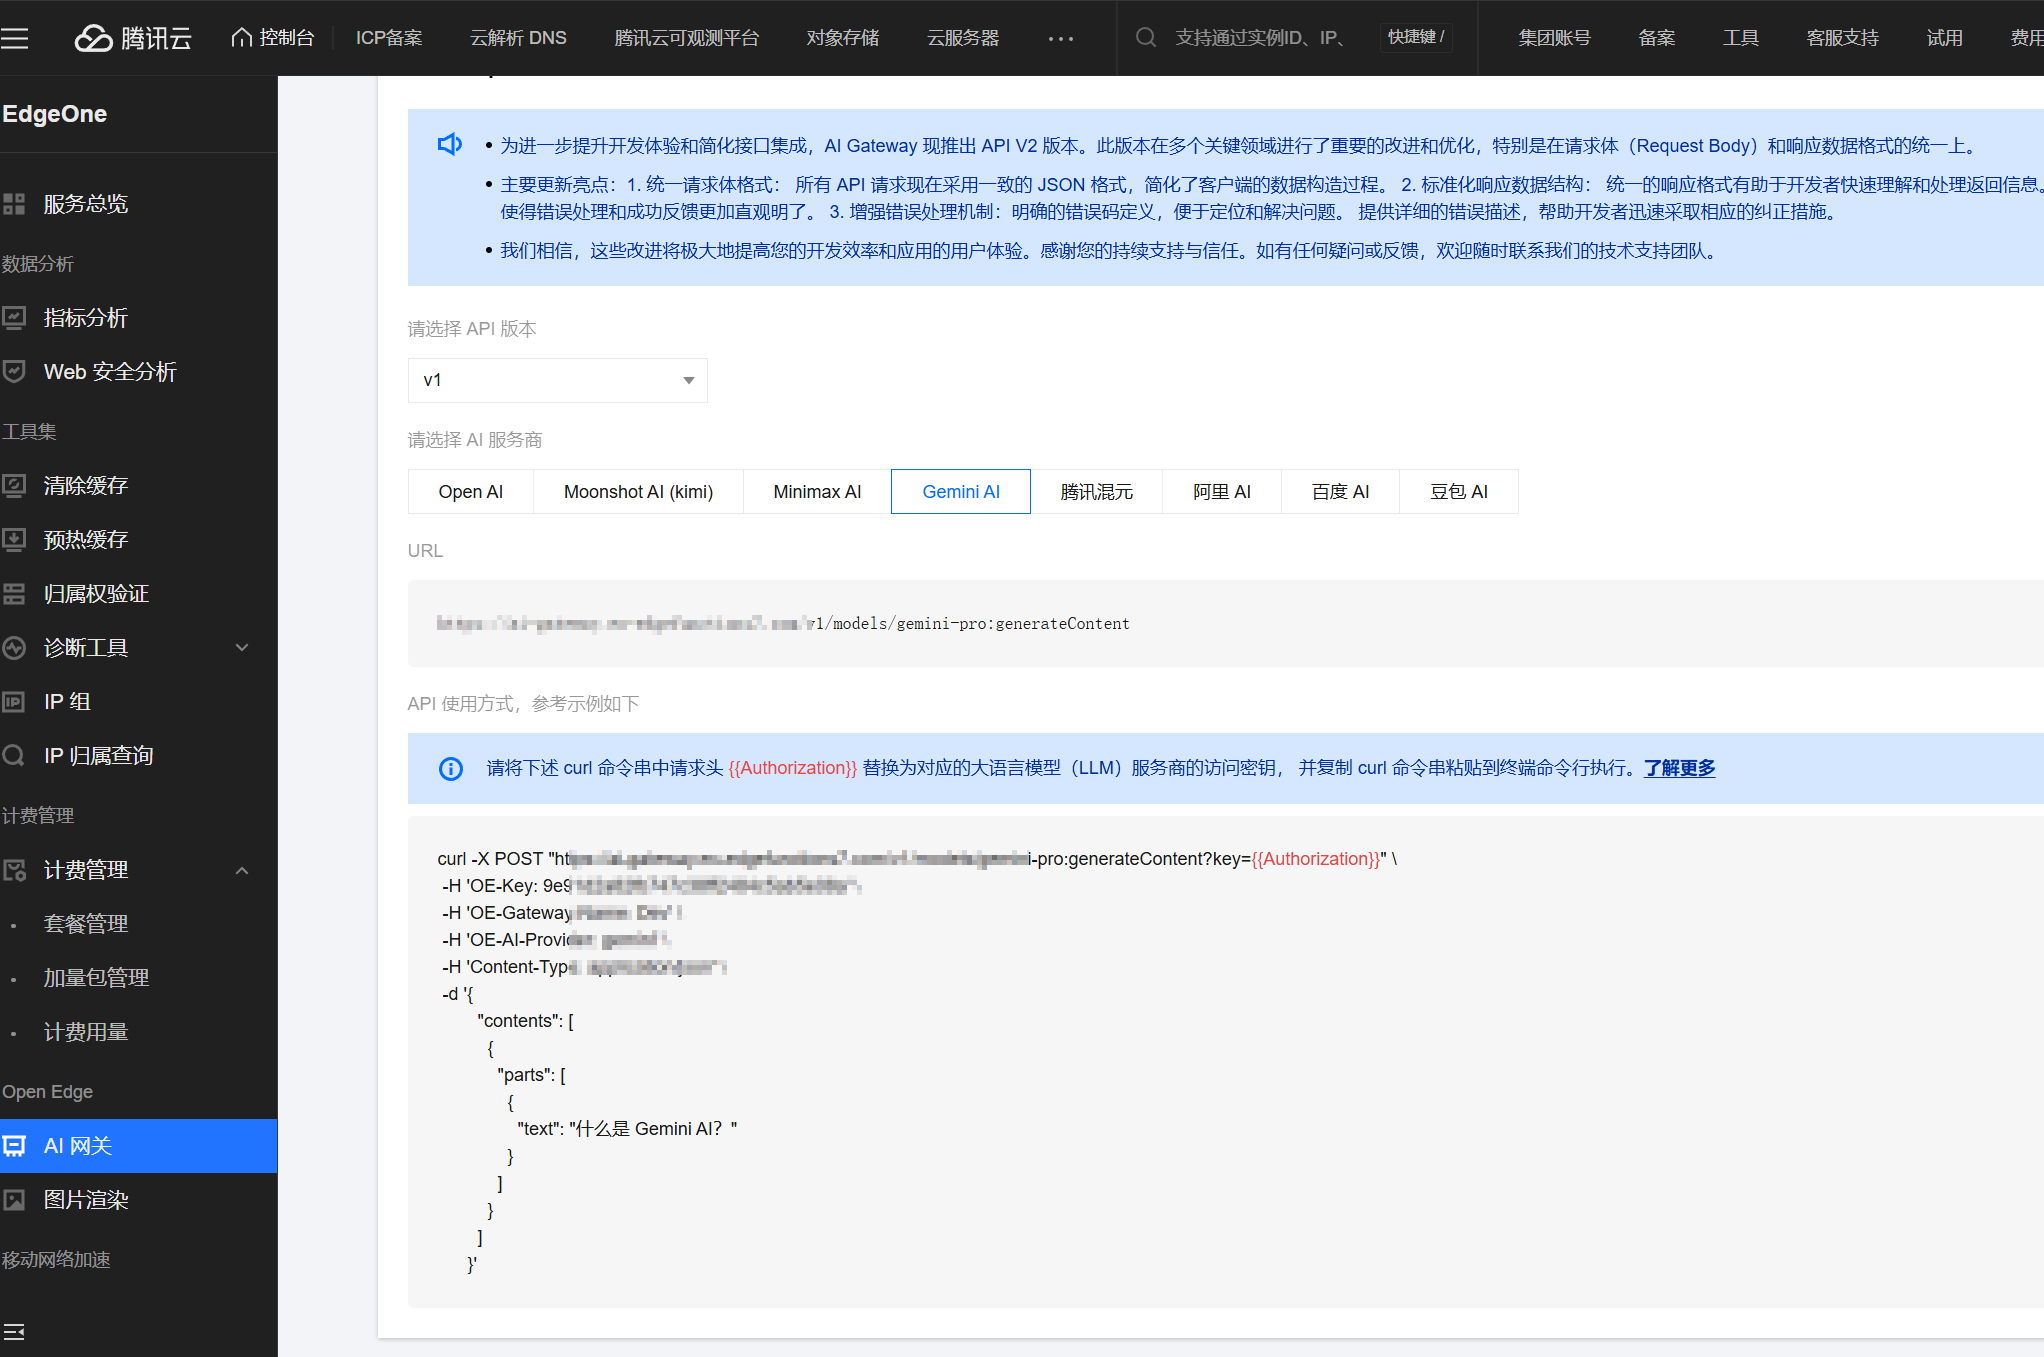 腾讯云
控制台
ICP备案
云解析 DNS
腾讯云可观测平台
对象存储
云服务器
支持通过实例ID、IP、
快捷键 /
集团账号
备案
工具
客服支持
试用
费用
EdgeOne
服务总览
数据分析
指标分析
Web 安全分析
工具集
清除缓存
预热缓存
归属权验证
诊断工具
IP 组
IP 归属查询
计费管理
计费管理
套餐管理
加量包管理
计费用量
Open Edge
AI 网关
图片渲染
移动网络加速
• 为进一步提升开发体验和简化接口集成，AI Gateway 现推出 API V2 版本。此版本在多个关键领域进行了重要的改进和优化，特别是在请求体（Request Body）和响应数据格式的统一上。
• 主要更新亮点：1. 统一请求体格式： 所有 API 请求现在采用一致的 JSON 格式，简化了客户端的数据构造过程。 2. 标准化响应数据结构： 统一的响应格式有助于开发者快速理解和处理返回信息。
使得错误处理和成功反馈更加直观明了。 3. 增强错误处理机制：明确的错误码定义，便于定位和解决问题。 提供详细的错误描述，帮助开发者迅速采取相应的纠正措施。
• 我们相信，这些改进将极大地提高您的开发效率和应用的用户体验。感谢您的持续支持与信任。如有任何疑问或反馈，欢迎随时联系我们的技术支持团队。
请选择 API 版本
v1
请选择 AI 服务商
Open AI
Moonshot AI (kimi)
Minimax AI
Gemini AI
腾讯混元
阿里 AI
百度 AI
豆包 AI
URL
v1/models/gemini-pro:generateContent
API 使用方式，参考示例如下
请将下述 curl 命令串中请求头 {{Authorization}} 替换为对应的大语言模型（LLM）服务商的访问密钥， 并复制 curl 命令串粘贴到终端命令行执行。了解更多
curl -X POST "ht i-pro:generateContent?key={{Authorization}}" \
-H 'OE-Key: 9e9
-H 'OE-Gateway
-H 'OE-AI-Provid
-H 'Content-Type
-d '{
"contents": [
{
"parts": [
{
"text": "什么是 Gemini AI？"
}
]
}
]
}'